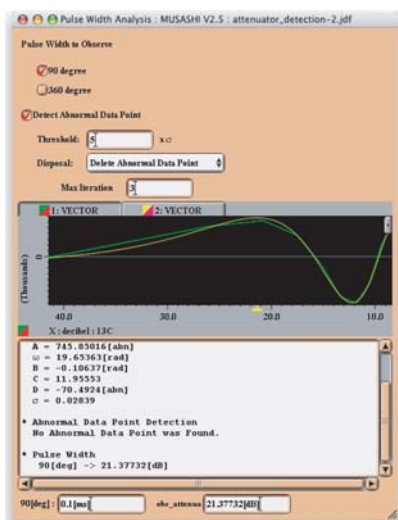 Pulse Width Analysis : MUSASHI V2.5 : attenuator_detection-2.jdf
Pulse Width to Observe
90 degree
360 degree
Detect Abnormal Data Point
Threshold: 5 x σ
Disposal: Delete Abnormal Data Point
Max Iteration 3
1: VECTOR 2: VECTOR
(Thousands)
0
40.0 30.0 20.0 10.0
X : decibel : 13C
A = 745.85016[abn]
ω = 19.65363[rad]
B = -0.10637[rad]
C = 11.95553
D = -70.4924[abn]
σ = 0.02839
* Abnormal Data Point Detection
No Abnormal Data Point was Found.
* Pulse Width
90[deg] -> 21.37732[dB]
90[deg] : 0.1[ms] obs_attenua 21.37732[dB]